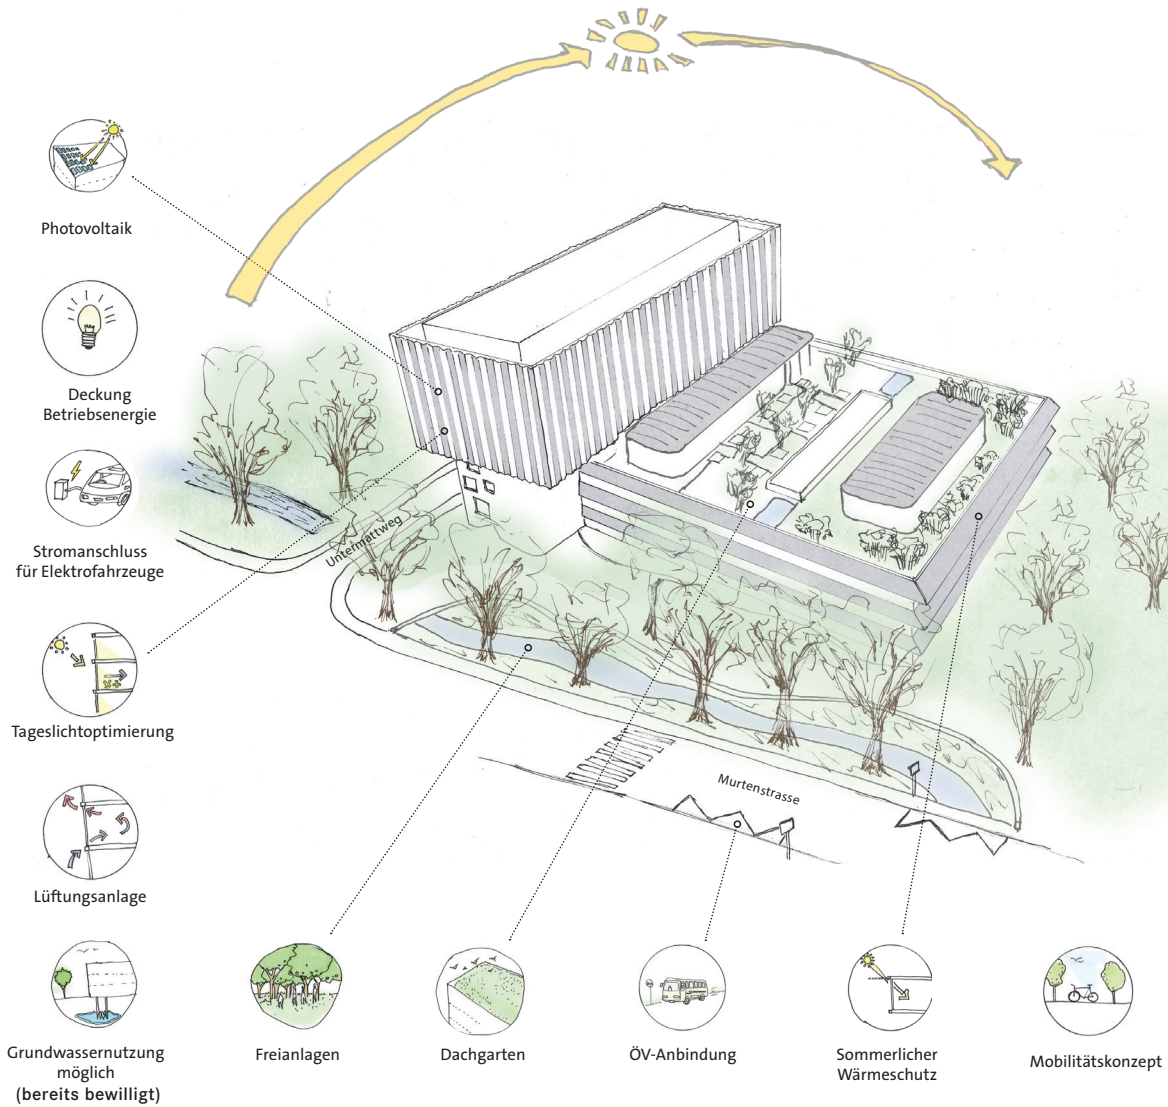 Photovoltaik
Deckung
Betriebsenergie
Stromanschluss
für Elektrofahrzeuge
Untermattweg
Tageslichtoptimierung
Murtenstrasse
Lüftungsanlage
Grundwassernutzung
möglich
(bereits bewilligt)
Freianlagen
Dachgarten
ÖV-Anbindung
Sommerlicher
Wärmeschutz
Mobilitätskonzept